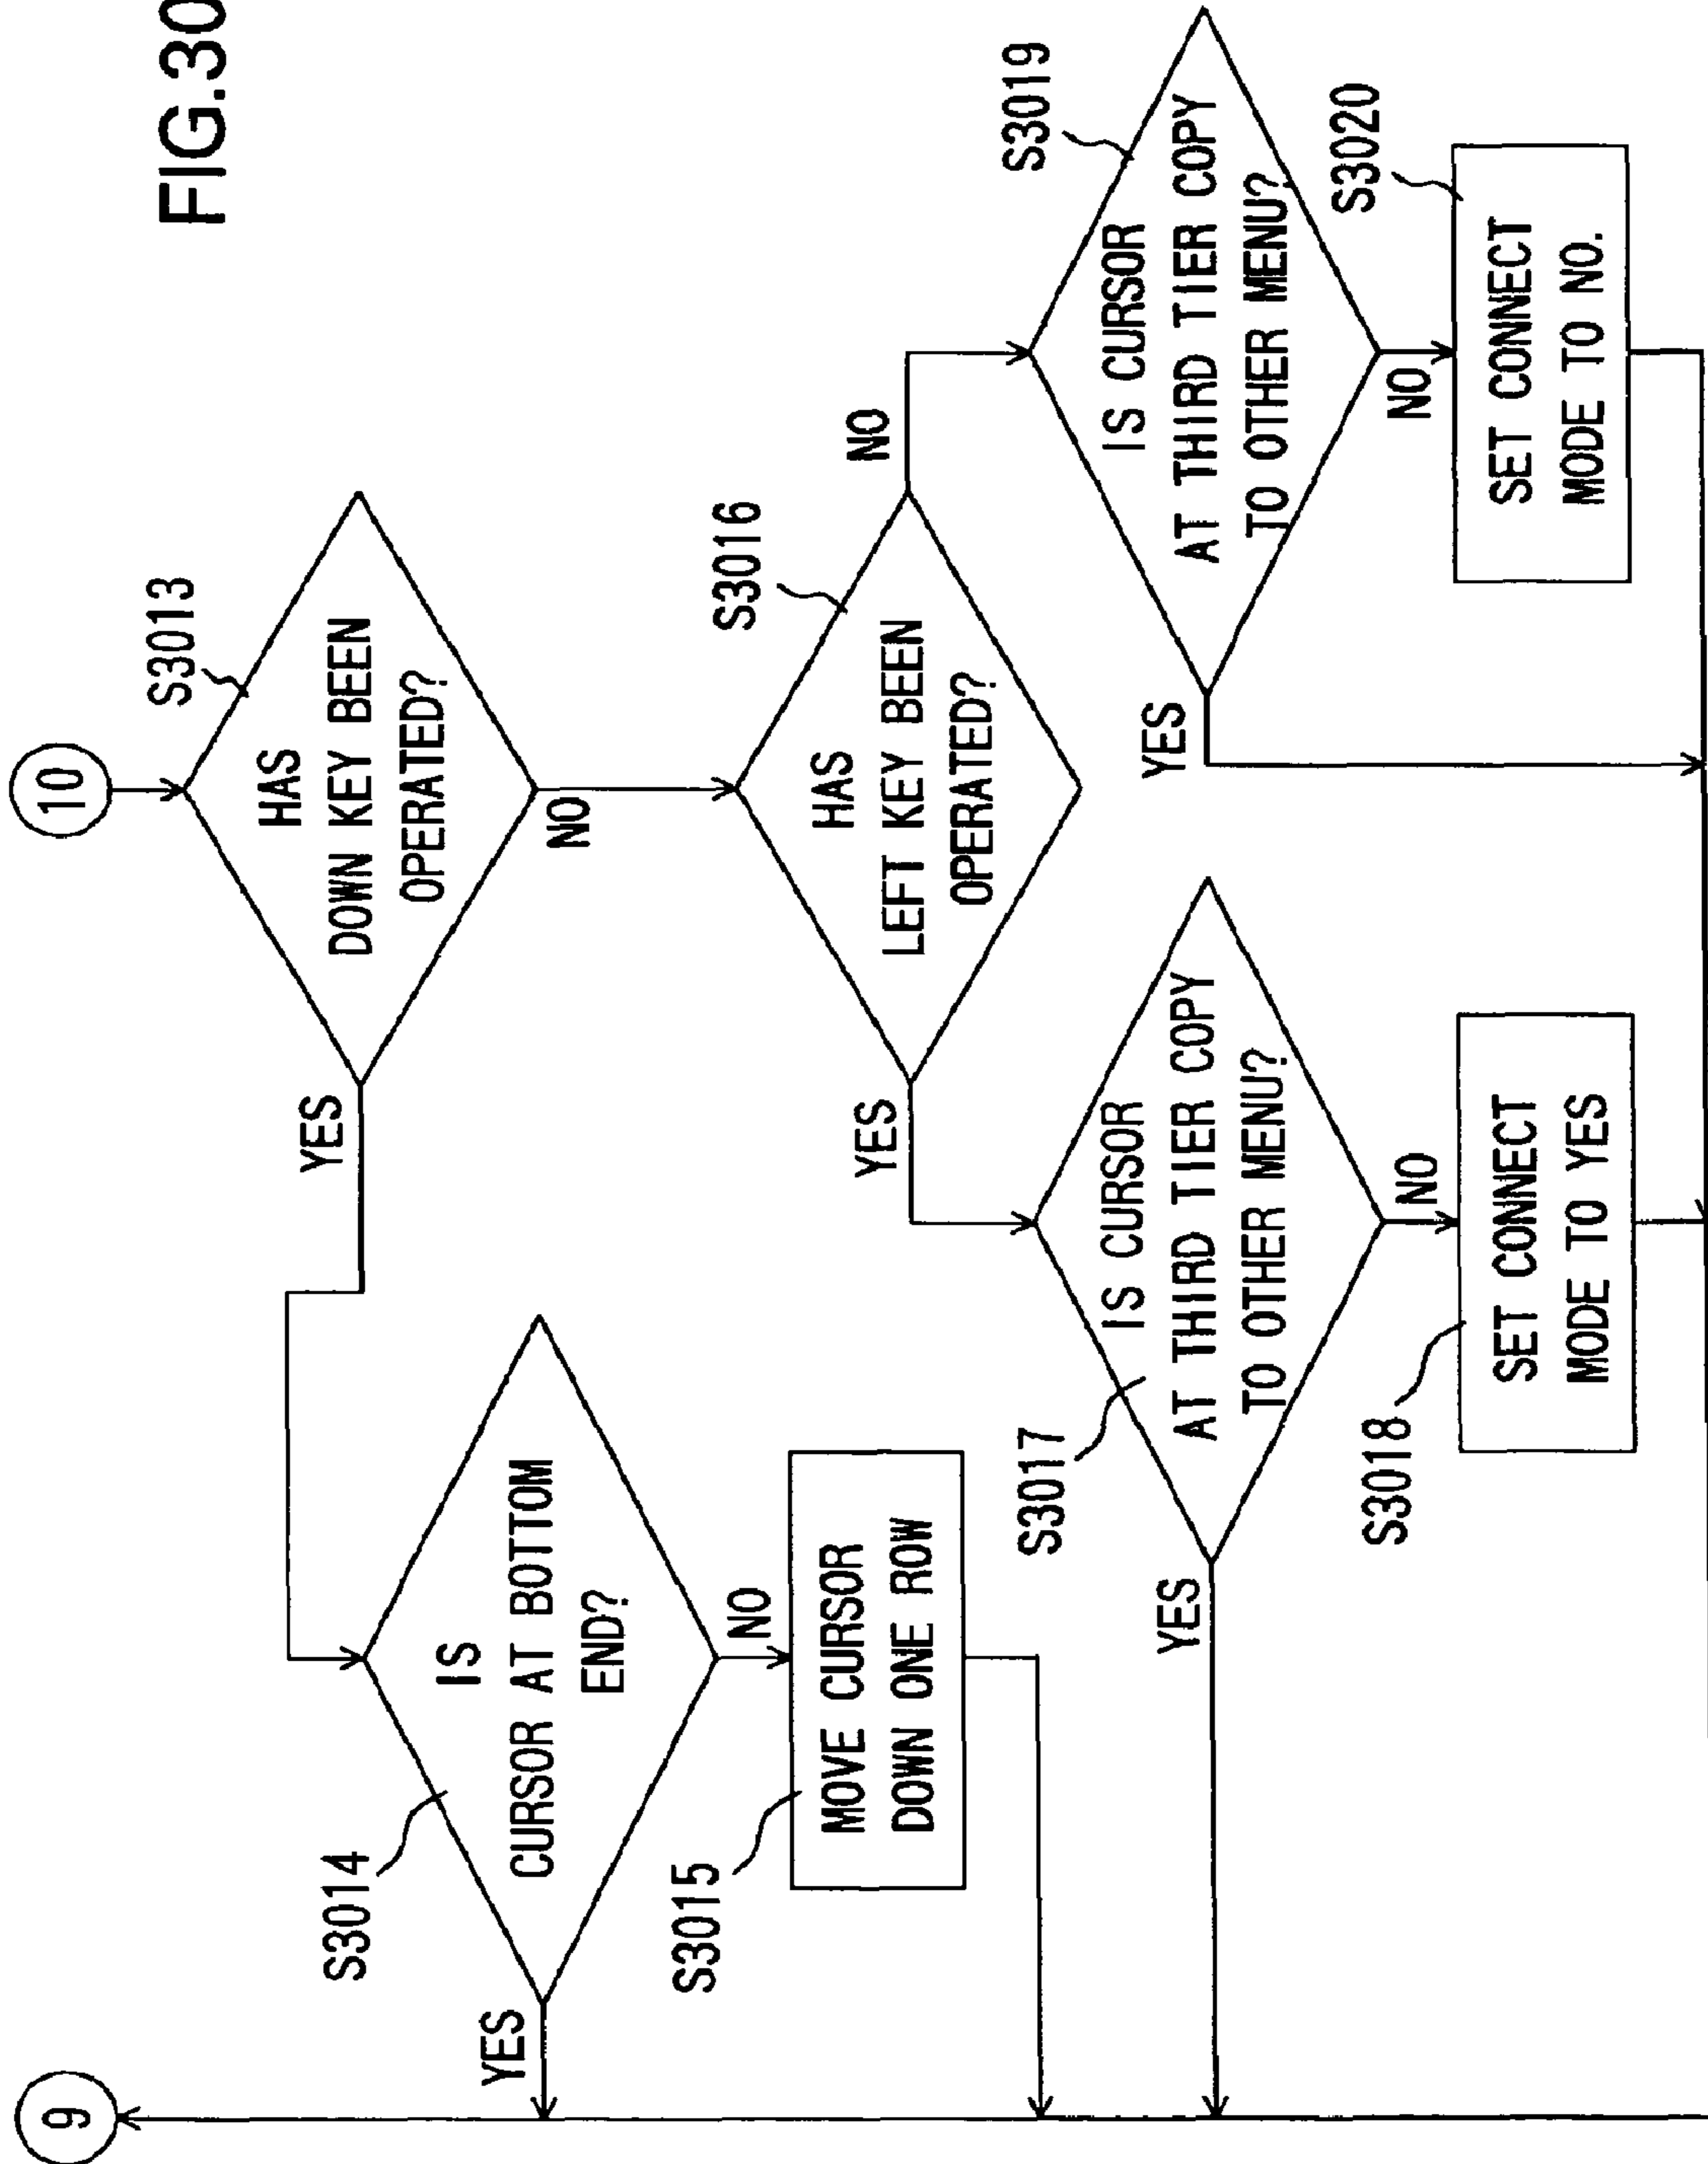 FIG.30
10
S3013
HAS
DOWN KEY BEEN
OPERATED?
YES
NO
9
S3014
IS
CURSOR AT BOTTOM
END?
YES
NO
S3015
MOVE CURSOR
DOWN ONE ROW
S3016
HAS
LEFT KEY BEEN
OPERATED?
YES
NO
S3017
IS CURSOR
AT THIRD TIER COPY
TO OTHER MENU?
YES
NO
S3018
SET CONNECT
MODE TO YES
S3019
IS CURSOR
AT THIRD TIER COPY
TO OTHER MENU?
YES
NO
S3020
SET CONNECT
MODE TO NO.